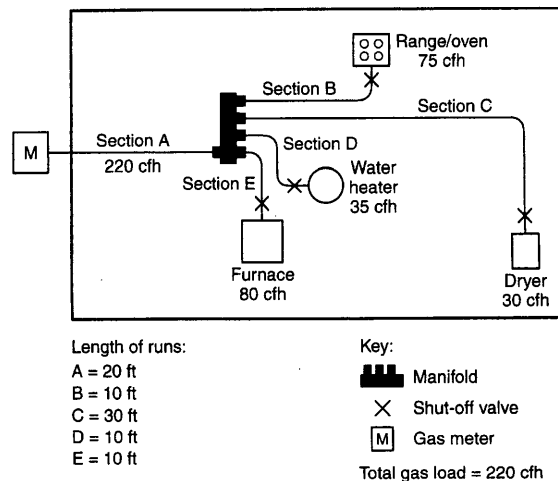 Range/oven
75 cfh
Section B
Section C
Section A
220 cfh
M
Section D
Section E
Water
heater
35 cfh
Furnace
80 cfh
Dryer
30 cfh
Length of runs:
A = 20 ft
B = 10 ft
C = 30 ft
D = 10 ft
E = 10 ft
Key:
Manifold
Shut-off valve
M Gas meter
Total gas load = 220 cfh